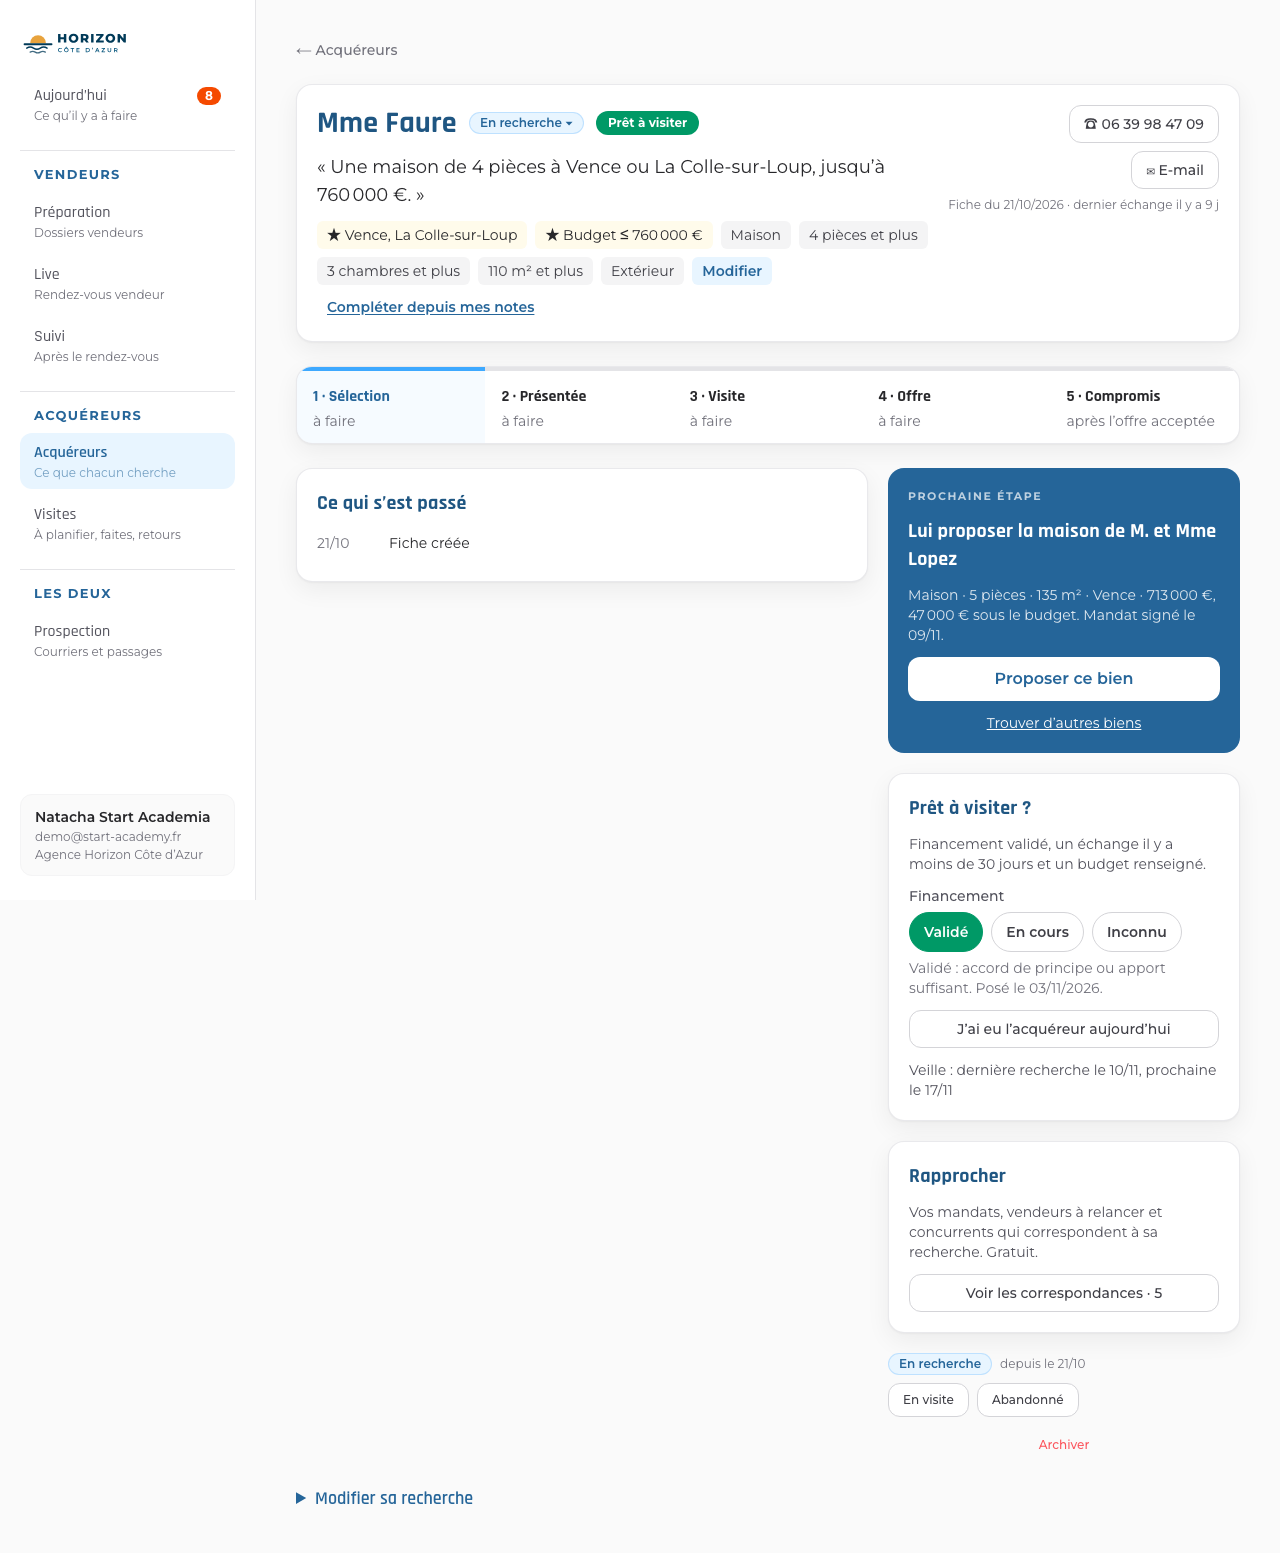 HORIZON
CÔTE D'AZUR
Aujourd'hui
8
Ce qu'il y a à faire
VENDEURS
Préparation
Dossiers vendeurs
Live
Rendez-vous vendeur
Suivi
Après le rendez-vous
ACQUÉREURS
Acquéreurs
Ce que chacun cherche
Visites
À planifier, faites, retours
LES DEUX
Prospection
Courriers et passages
Natacha Start Academia
demo@start-academy.fr
Agence Horizon Côte d'Azur
← Acquéreurs
Mme Faure
En recherche ▾
Prêt à visiter
« Une maison de 4 pièces à Vence ou La Colle-sur-Loup, jusqu'à
760 000 €. »
☎ 06 39 98 47 09
✉ E-mail
Fiche du 21/10/2026 · dernier échange il y a 9 j
★ Vence, La Colle-sur-Loup
★ Budget ≤ 760 000 €
Maison
4 pièces et plus
3 chambres et plus
110 m² et plus
Extérieur
Modifier
Compléter depuis mes notes
1 · Sélection
à faire
2 · Présentée
à faire
3 · Visite
à faire
4 · Offre
à faire
5 · Compromis
après l'offre acceptée
Ce qui s'est passé
21/10 Fiche créée
PROCHAINE ÉTAPE
Lui proposer la maison de M. et Mme
Lopez
Maison · 5 pièces · 135 m² · Vence · 713 000 €,
47 000 € sous le budget. Mandat signé le
09/11.
Proposer ce bien
Trouver d'autres biens
Prêt à visiter ?
Financement validé, un échange il y a
moins de 30 jours et un budget renseigné.
Financement
Validé
En cours
Inconnu
Validé : accord de principe ou apport
suffisant. Posé le 03/11/2026.
J'ai eu l'acquéreur aujourd'hui
Veille : dernière recherche le 10/11, prochaine
le 17/11
Rapprocher
Vos mandats, vendeurs à relancer et
concurrents qui correspondent à sa
recherche. Gratuit.
Voir les correspondances · 5
En recherche
depuis le 21/10
En visite
Abandonné
Archiver
▶ Modifier sa recherche